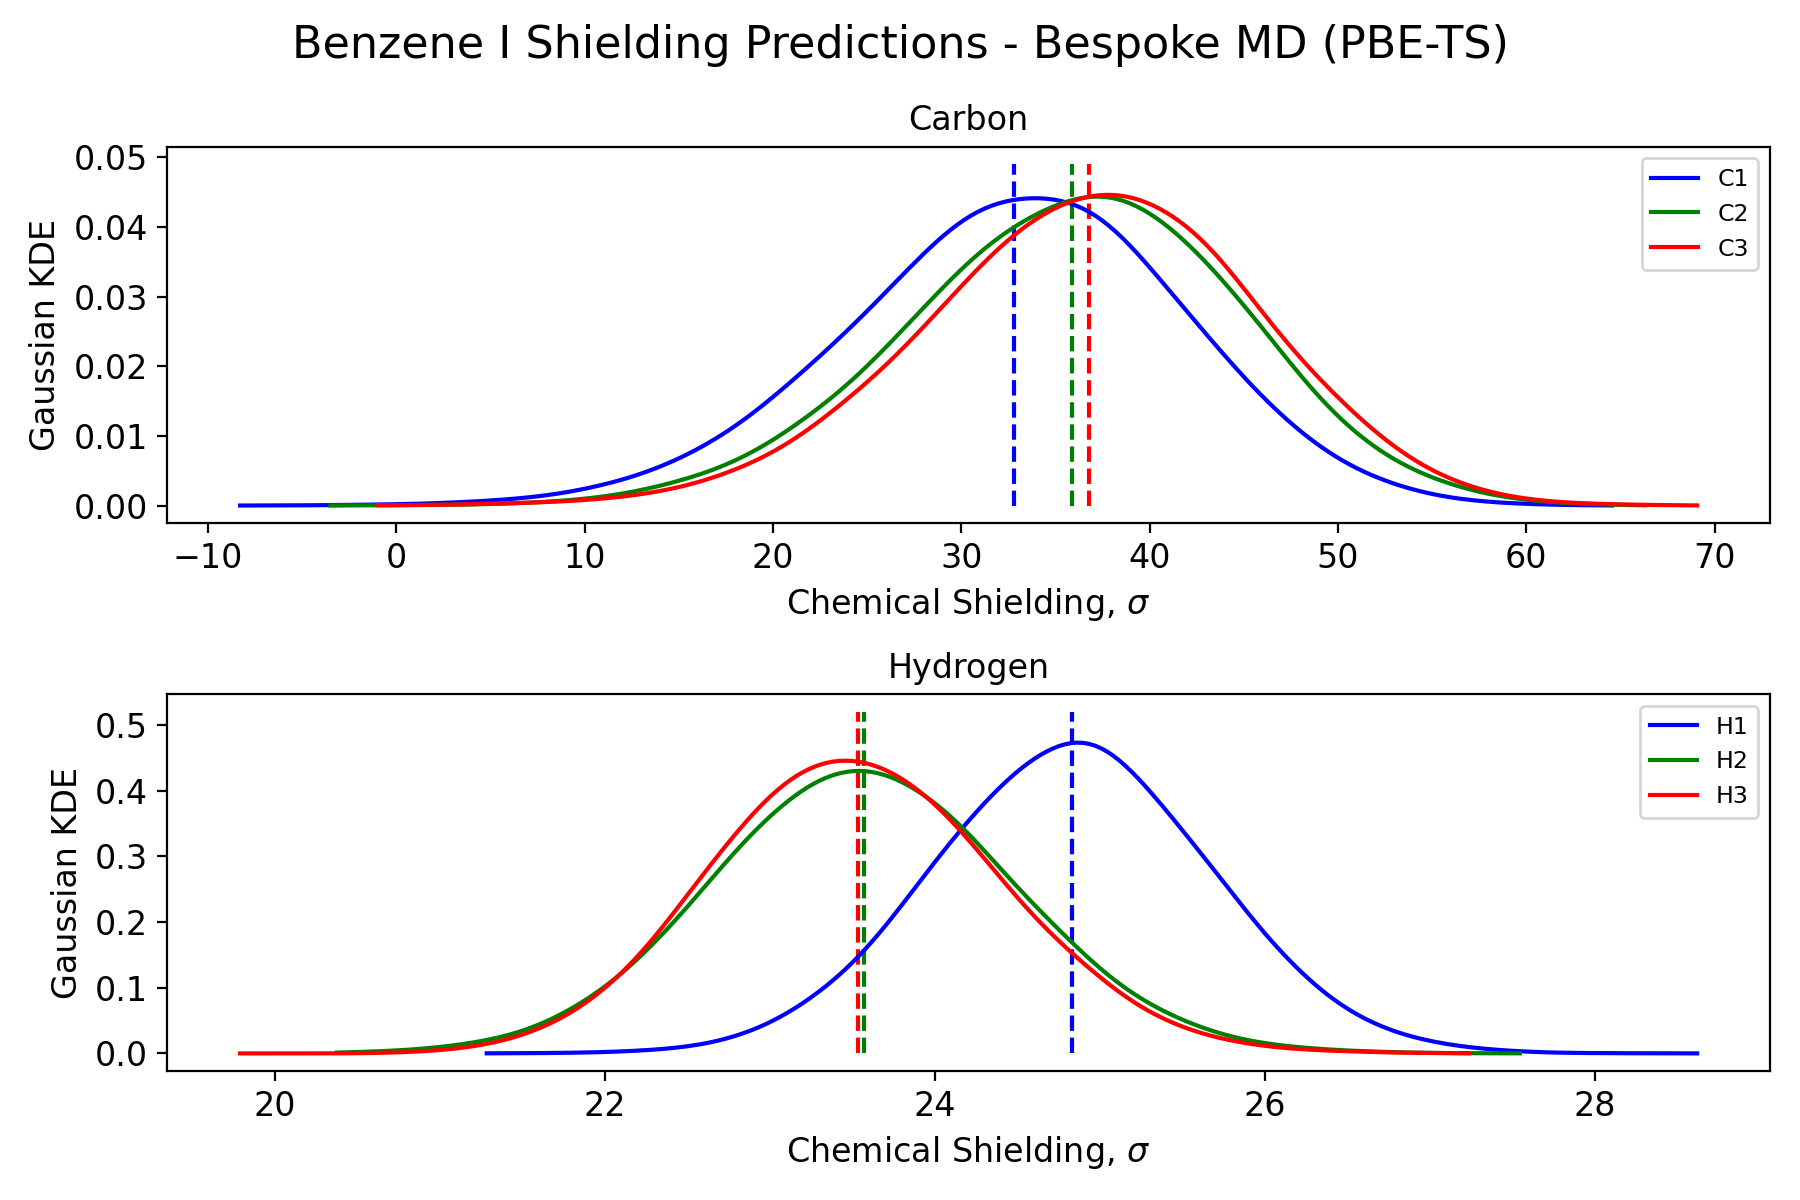 Benzene I Shielding Predictions - Bespoke MD (PBE-TS)
Carbon
Gaussian KDE
0.05
0.04
0.03
0.02
0.01
0.00
C1
C2
C3
−10 0 10 20 30 40 50 60 70
Chemical Shielding, σ
Hydrogen
Gaussian KDE
0.5
0.4
0.3
0.2
0.1
0.0
H1
H2
H3
20 22 24 26 28
Chemical Shielding, σ